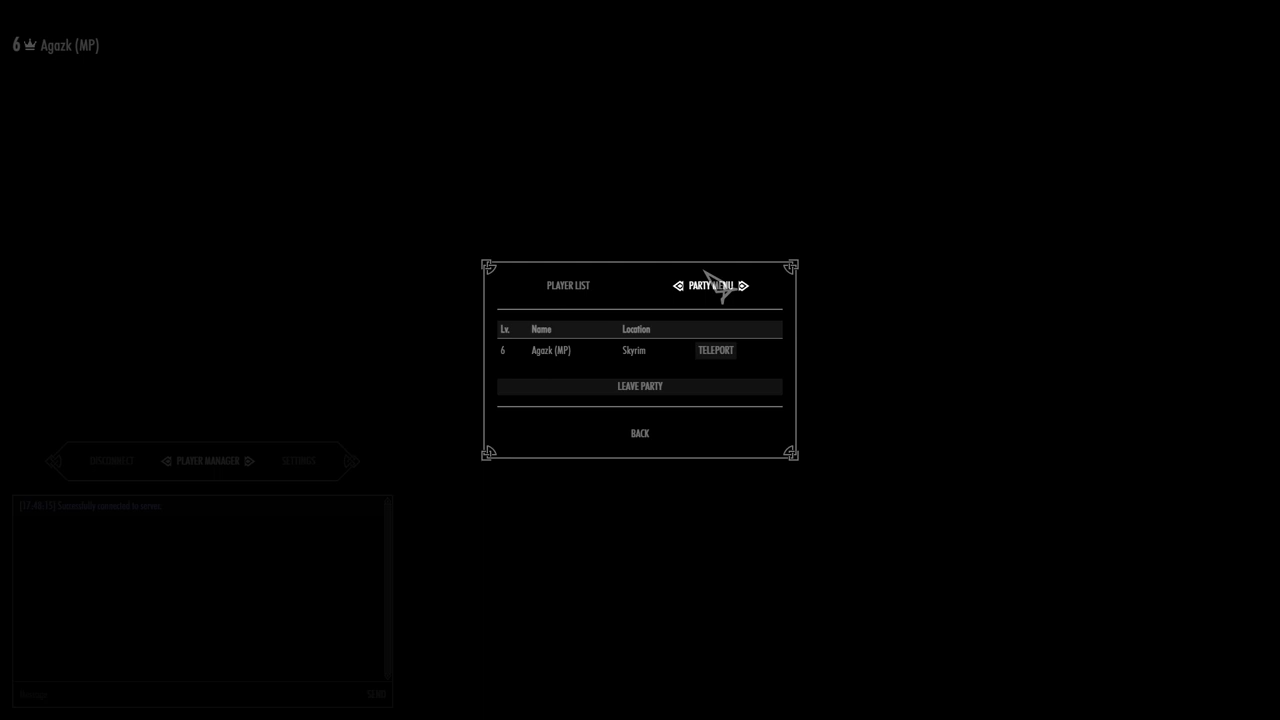 6 Agazk (MP)
PLAYER LIST PARTY MENU
Lv. Name Location
6 Agazk (MP) Skyrim TELEPORT
LEAVE PARTY
BACK
DISCONNECT PLAYER MANAGER SETTINGS
Successfully connected to server.
SEND